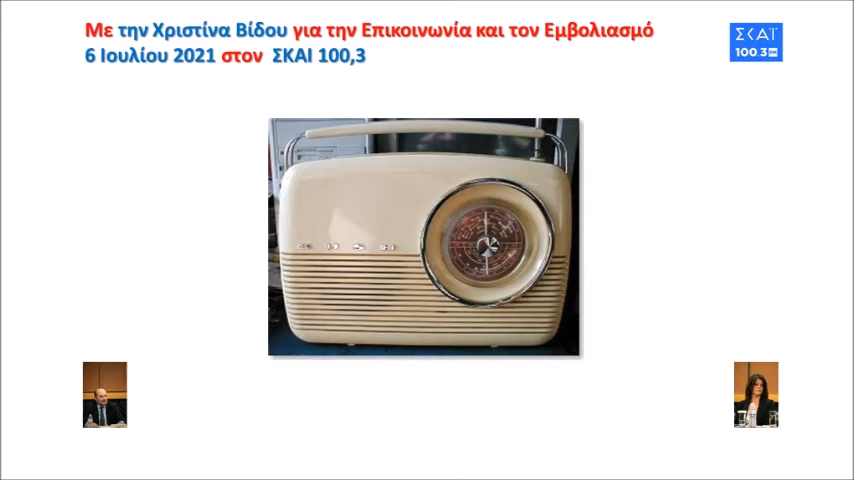 Με την Χριστίνα Βίδου για την Επικοινωνία και τον Εμβολιασμό
6 Ιουλίου 2021 στον ΣΚΑΙ 100,3
ΣΚΑΪ
100.3 FM